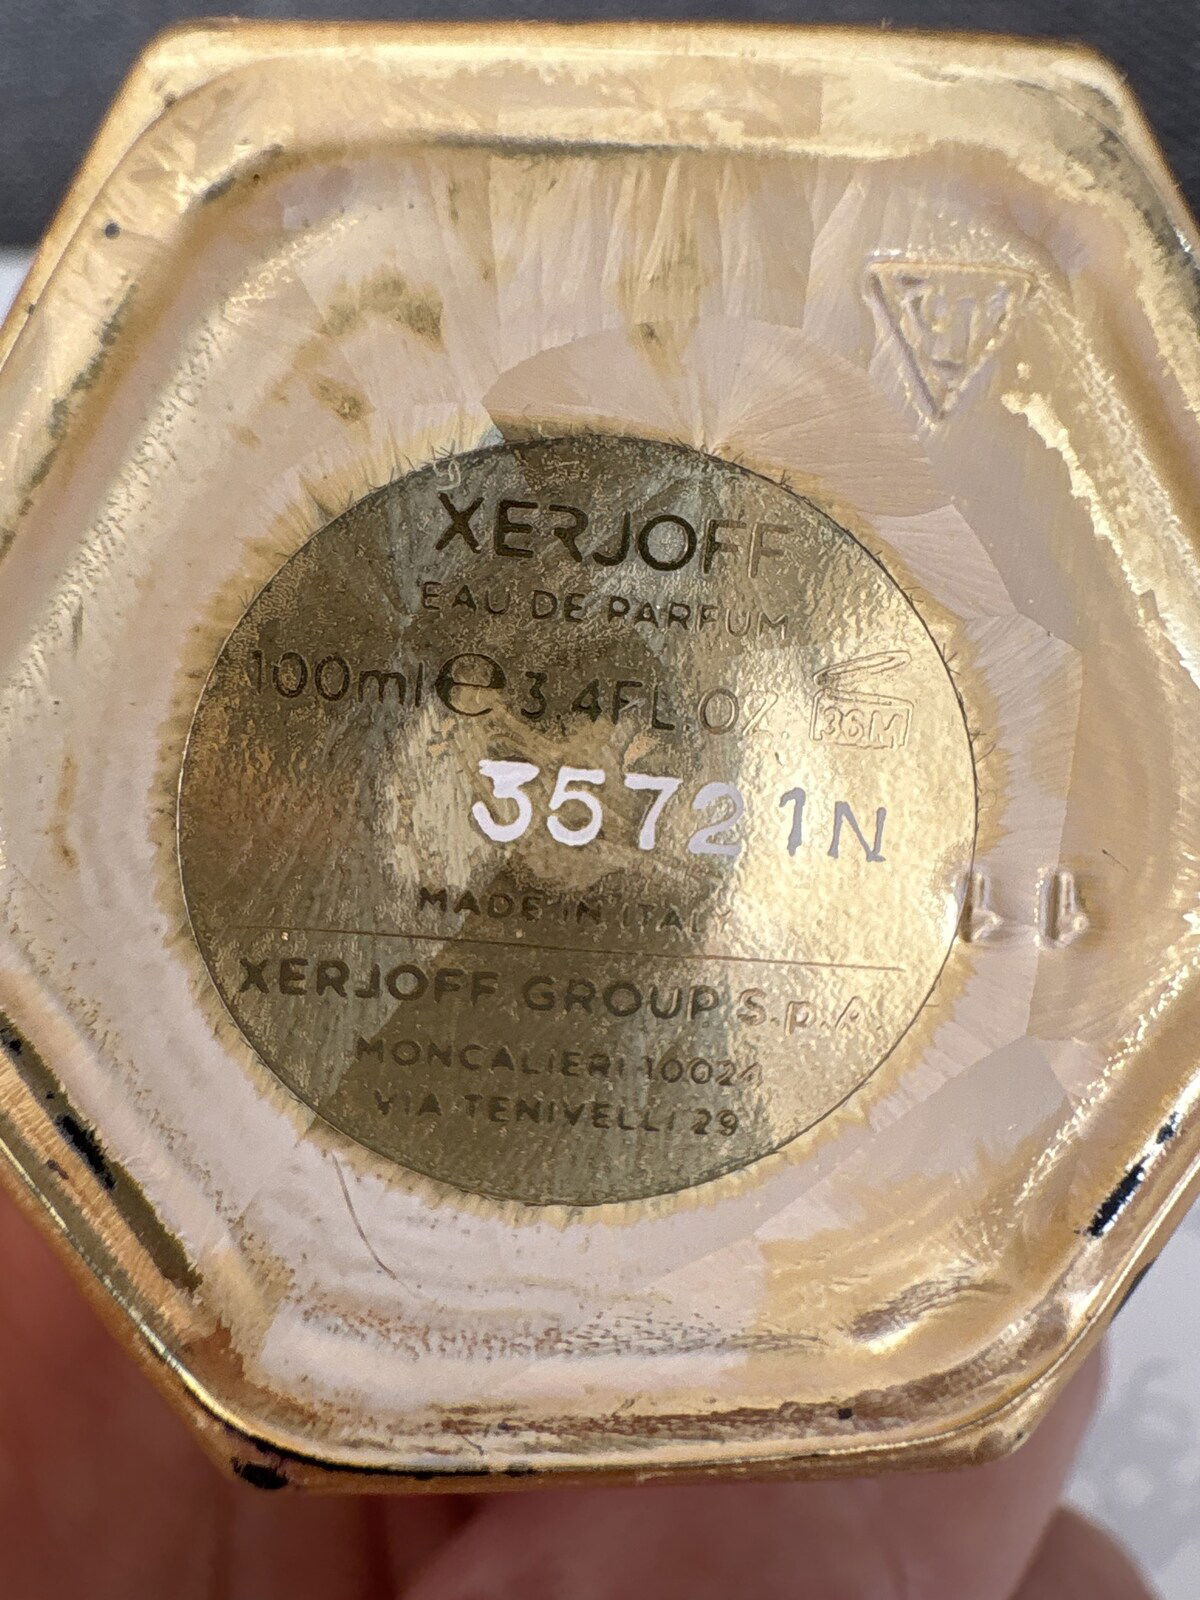 XERJOFF
EAU DE PARFUM
100ml e 3.4FL.OZ. 36M
35721N
MADE IN ITALY
XERJOFF GROUP S.p.A.
MONCALIERI 10024
VIA TENIVELLI 29